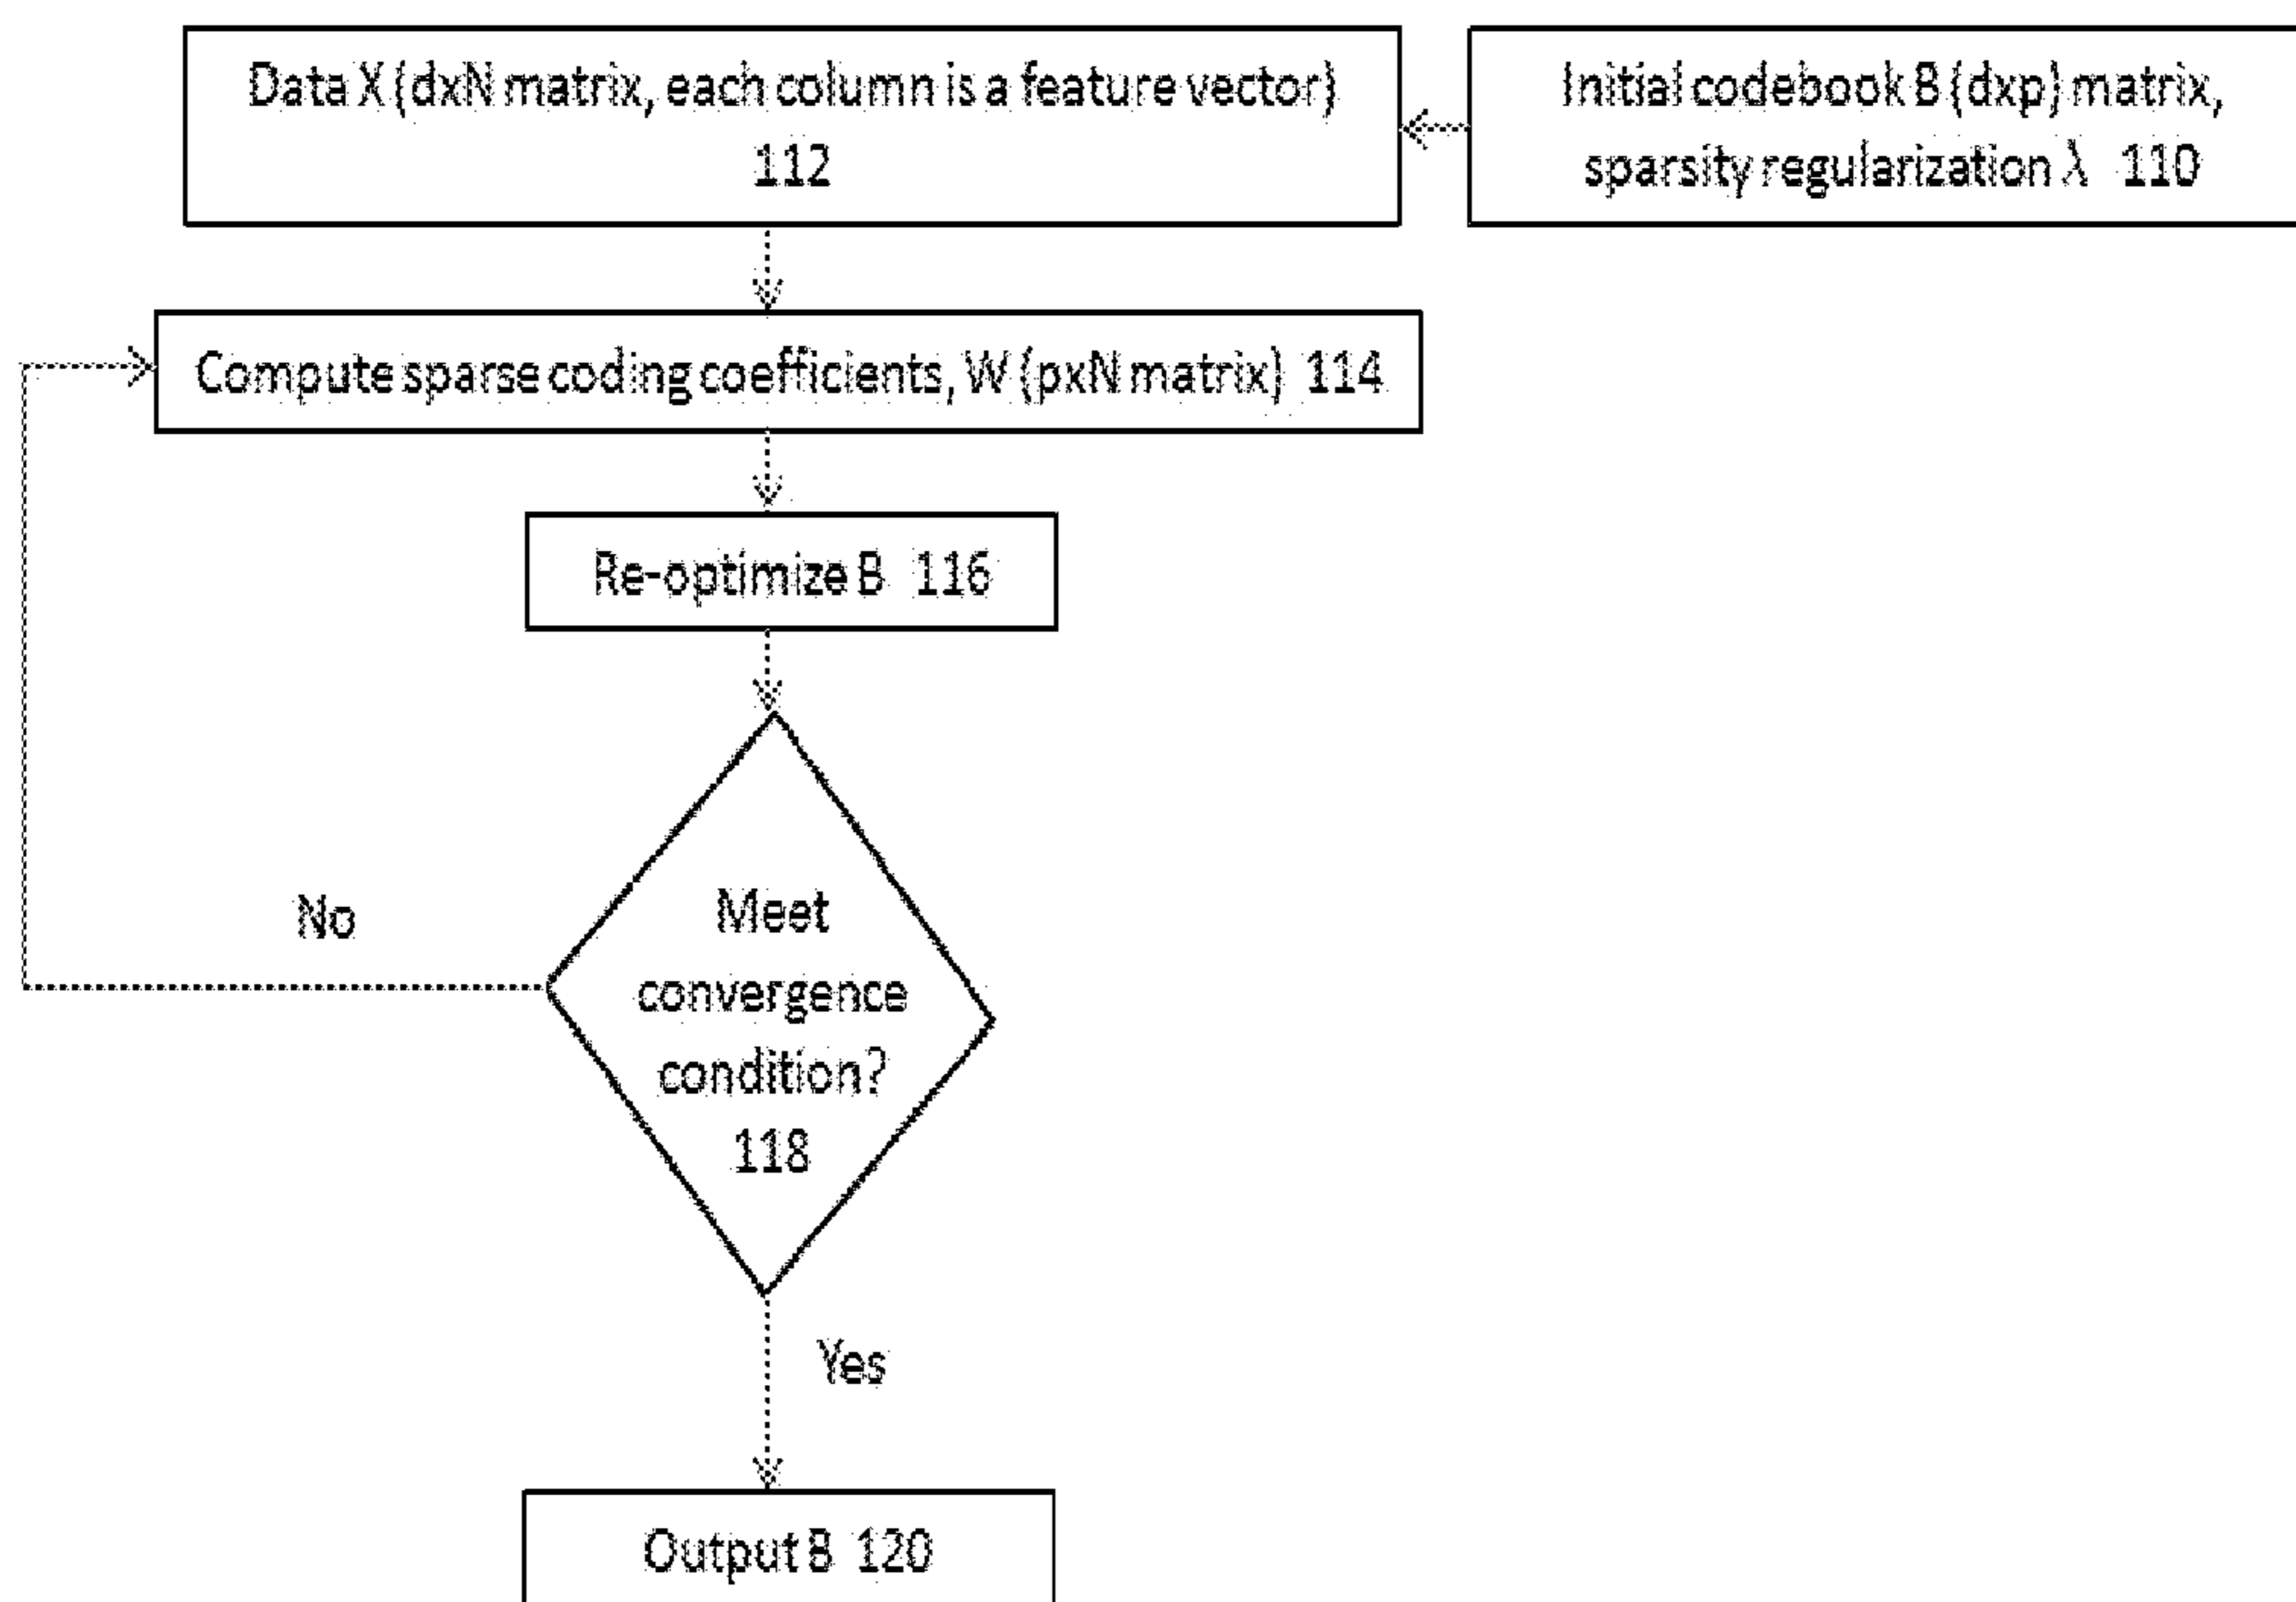 Data X (dxN matrix, each column is a feature vector)
112
Initial codebook B (dxp) matrix,
sparsity regularization λ 110
Compute sparse coding coefficients, W (pxN matrix) 114
Re-optimize B 116
Meet
convergence
condition?
118
No
Yes
Output B 120